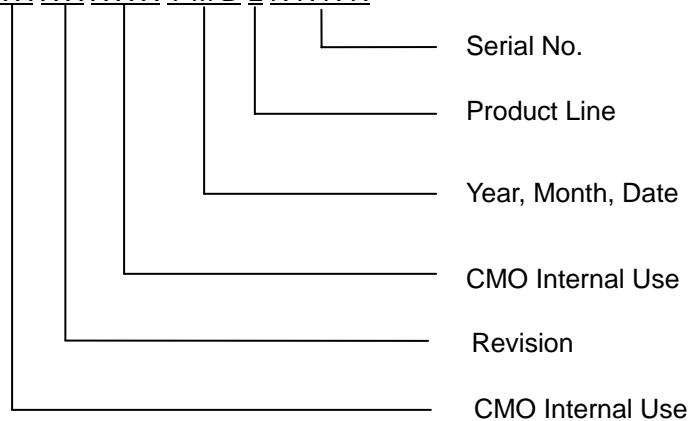 Serial No.
Product Line
Year, Month, Date
CMO Internal Use
Revision
CMO Internal Use